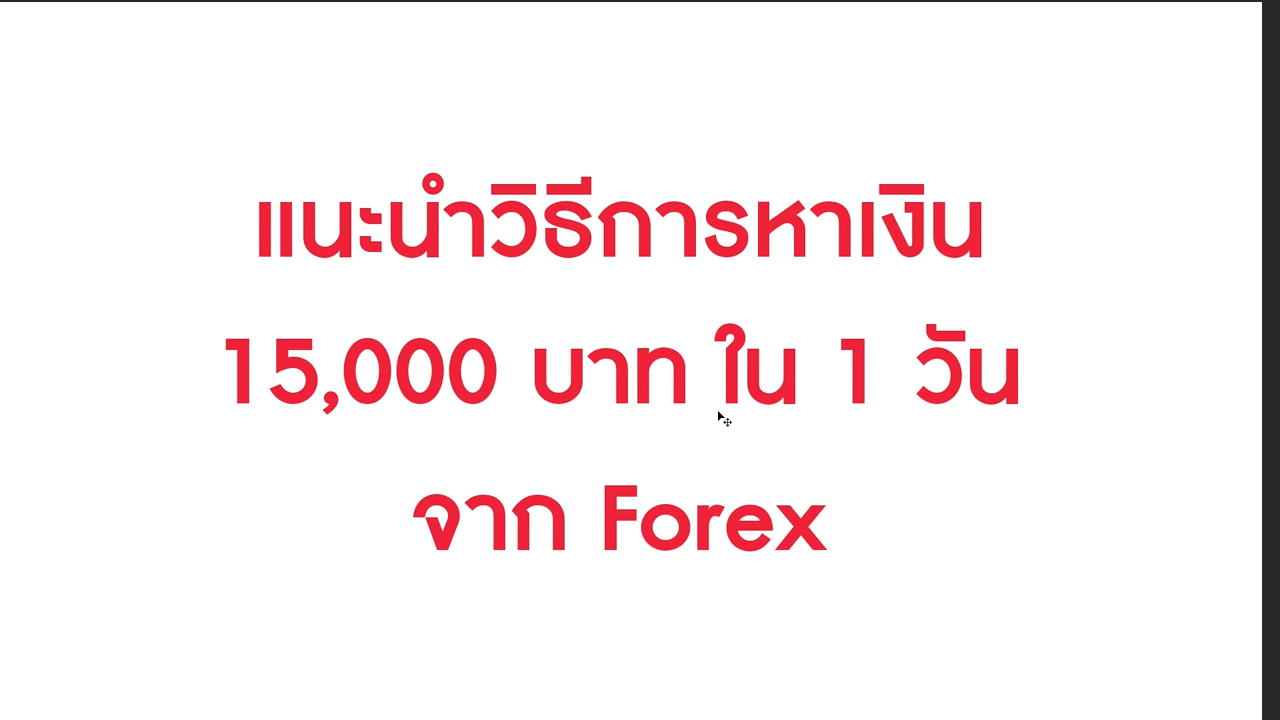 แนะนำวิธีการหาเงิน
15,000 บาท ใน 1 วัน
จาก Forex